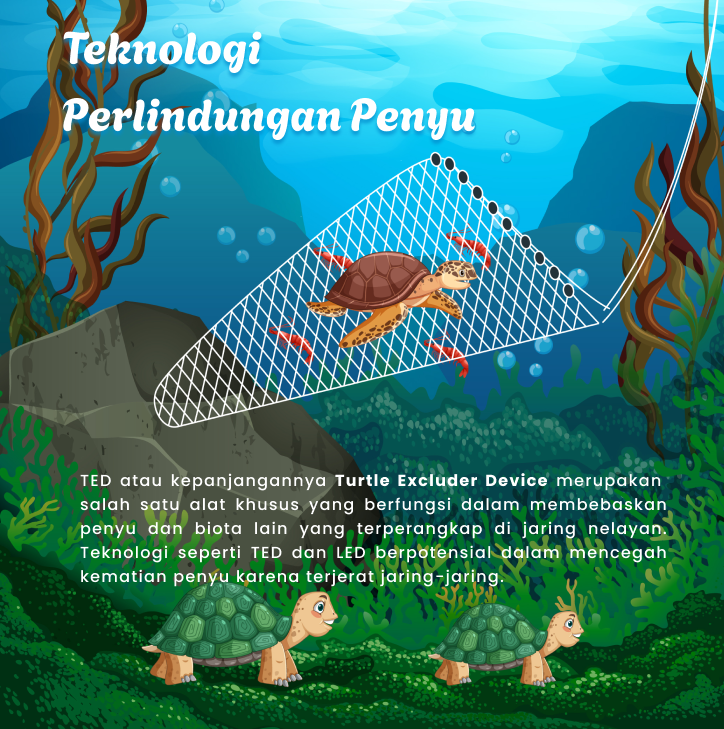 Teknologi
Perlindungan Penyu
TED atau kepanjangannya Turtle Excluder Device merupakan
salah satu alat khusus yang berfungsi dalam membebaskan
penyu dan biota lain yang terperangkap di jaring nelayan.
Teknologi seperti TED dan LED berpotensial dalam mencegah
kematian penyu karena terjerat jaring-jaring.